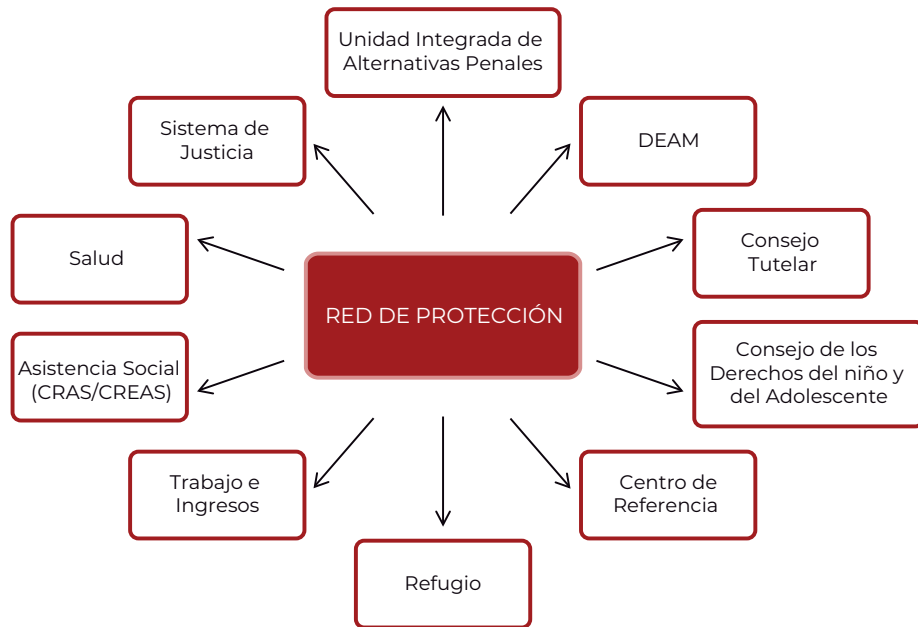 Unidad Integrada de
Alternativas Penales
Sistema de
Justicia
DEAM
Salud
Consejo
Tutelar
RED DE PROTECCIÓN
Asistencia Social
(CRAS/CREAS)
Consejo de los
Derechos del niño y
del Adolescente
Trabajo e
Ingresos
Centro de
Referencia
Refugio